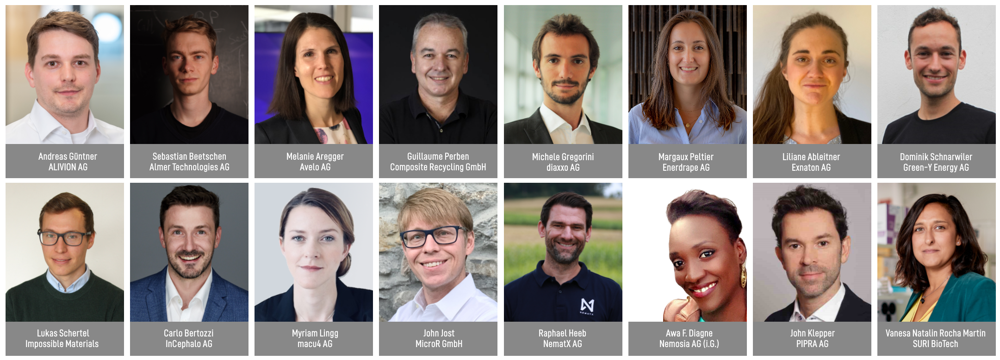 Andreas Güntner
ALIVION AG
Sebastian Beetschen
Almer Technologies AG
Melanie Aregger
Avelo AG
Guillaume Perben
Composite Recycling GmbH
Michele Gregorini
diaxxo AG
Margaux Peltier
Enerdrape AG
Liliane Ableitner
Exnaton AG
Dominik Schnarwiler
Green-Y Energy AG
Lukas Schertel
Impossible Materials
Carlo Bertozzi
InCephalo AG
Myriam Lingg
macu4 AG
John Jost
MicroR GmbH
NEMATX
Raphael Heeb
NematX AG
Awa F. Diagne
Nemosia AG (i.G.)
John Klepper
PIPRA AG
Vanesa Natalin Rocha Martin
SURI BioTech